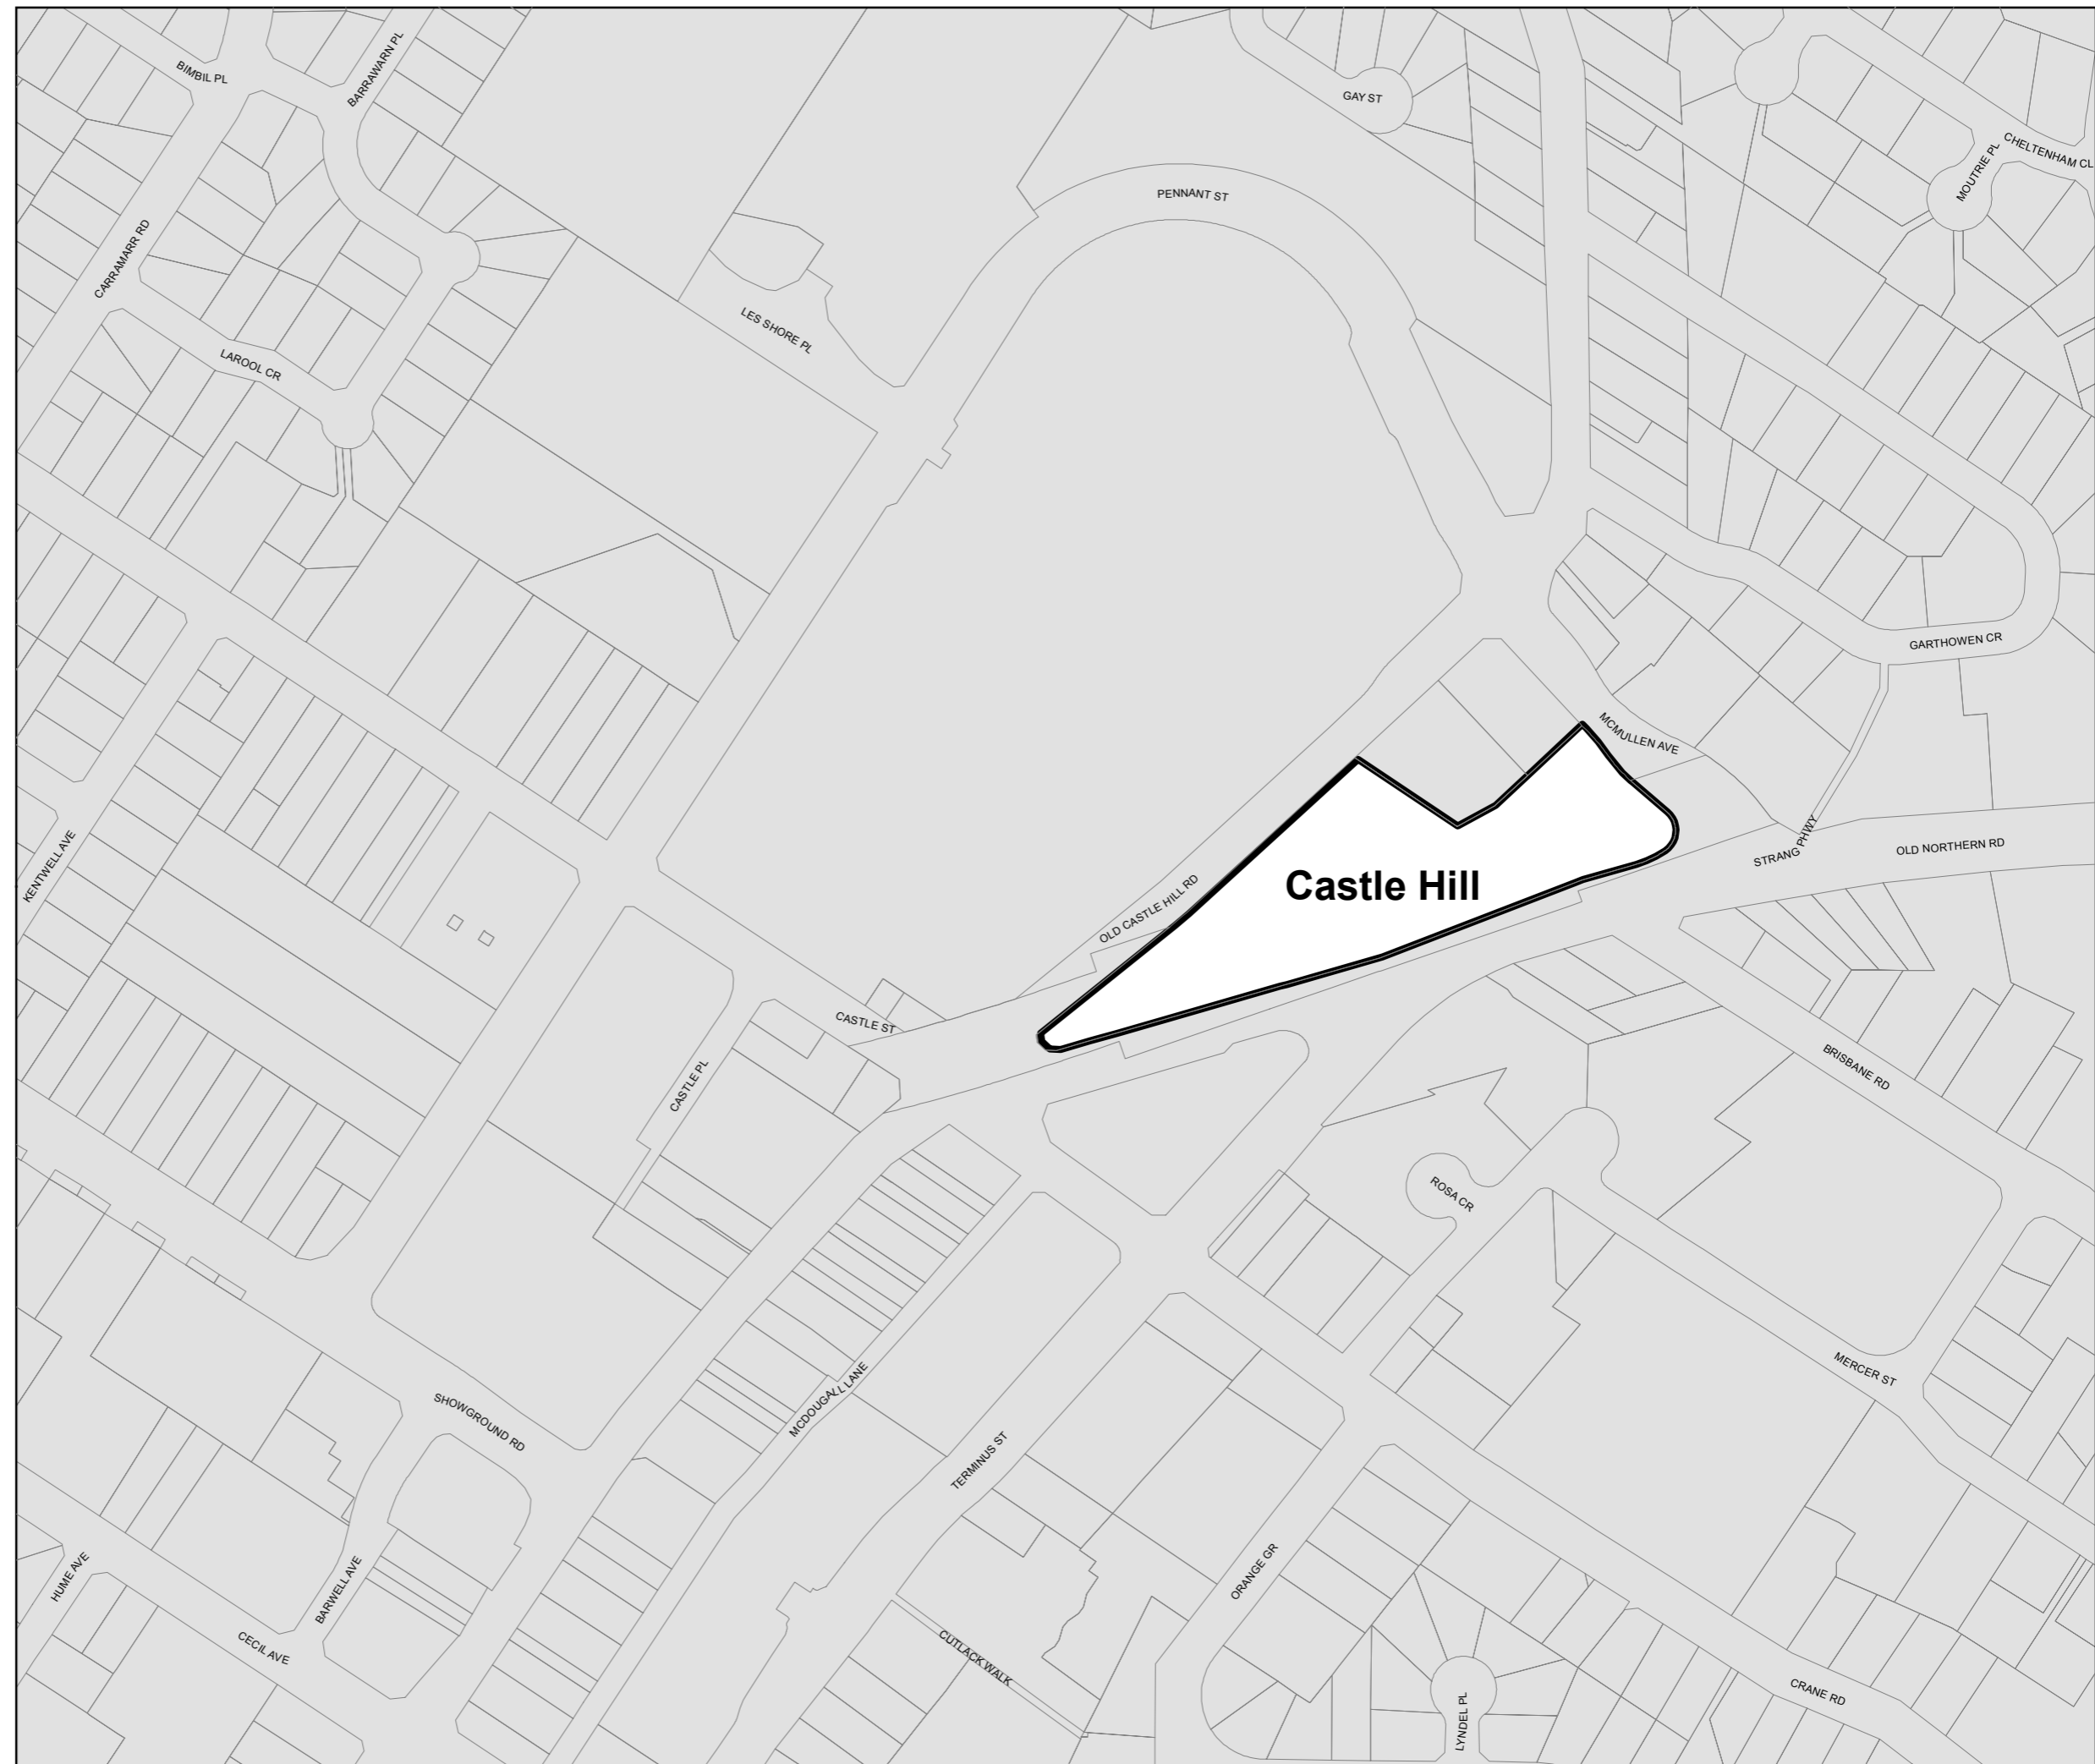 BIMBIL PL
BARRAWARN PL
GAY ST
CHELTENHAM CL
MOUTRIE PL
PENNANT ST
CARRAMARR RD
LES SHORE PL
LAROOL CR
GARTHOWEN CR
MCMULLEN AVE
KENTWELL AVE
STRANG PHWY
OLD NORTHERN RD
OLD CASTLE HILL RD
Castle Hill
CASTLE ST
CASTLE PL
BRISBANE RD
ROSA CR
MERCER ST
MCDOUGALL LANE
SHOWGROUND RD
TERMINUS ST
ORANGE GR
HUME AVE
BARWELL AVE
CECIL AVE
CUTLACK WALK
LYNDEL PL
CRANE RD